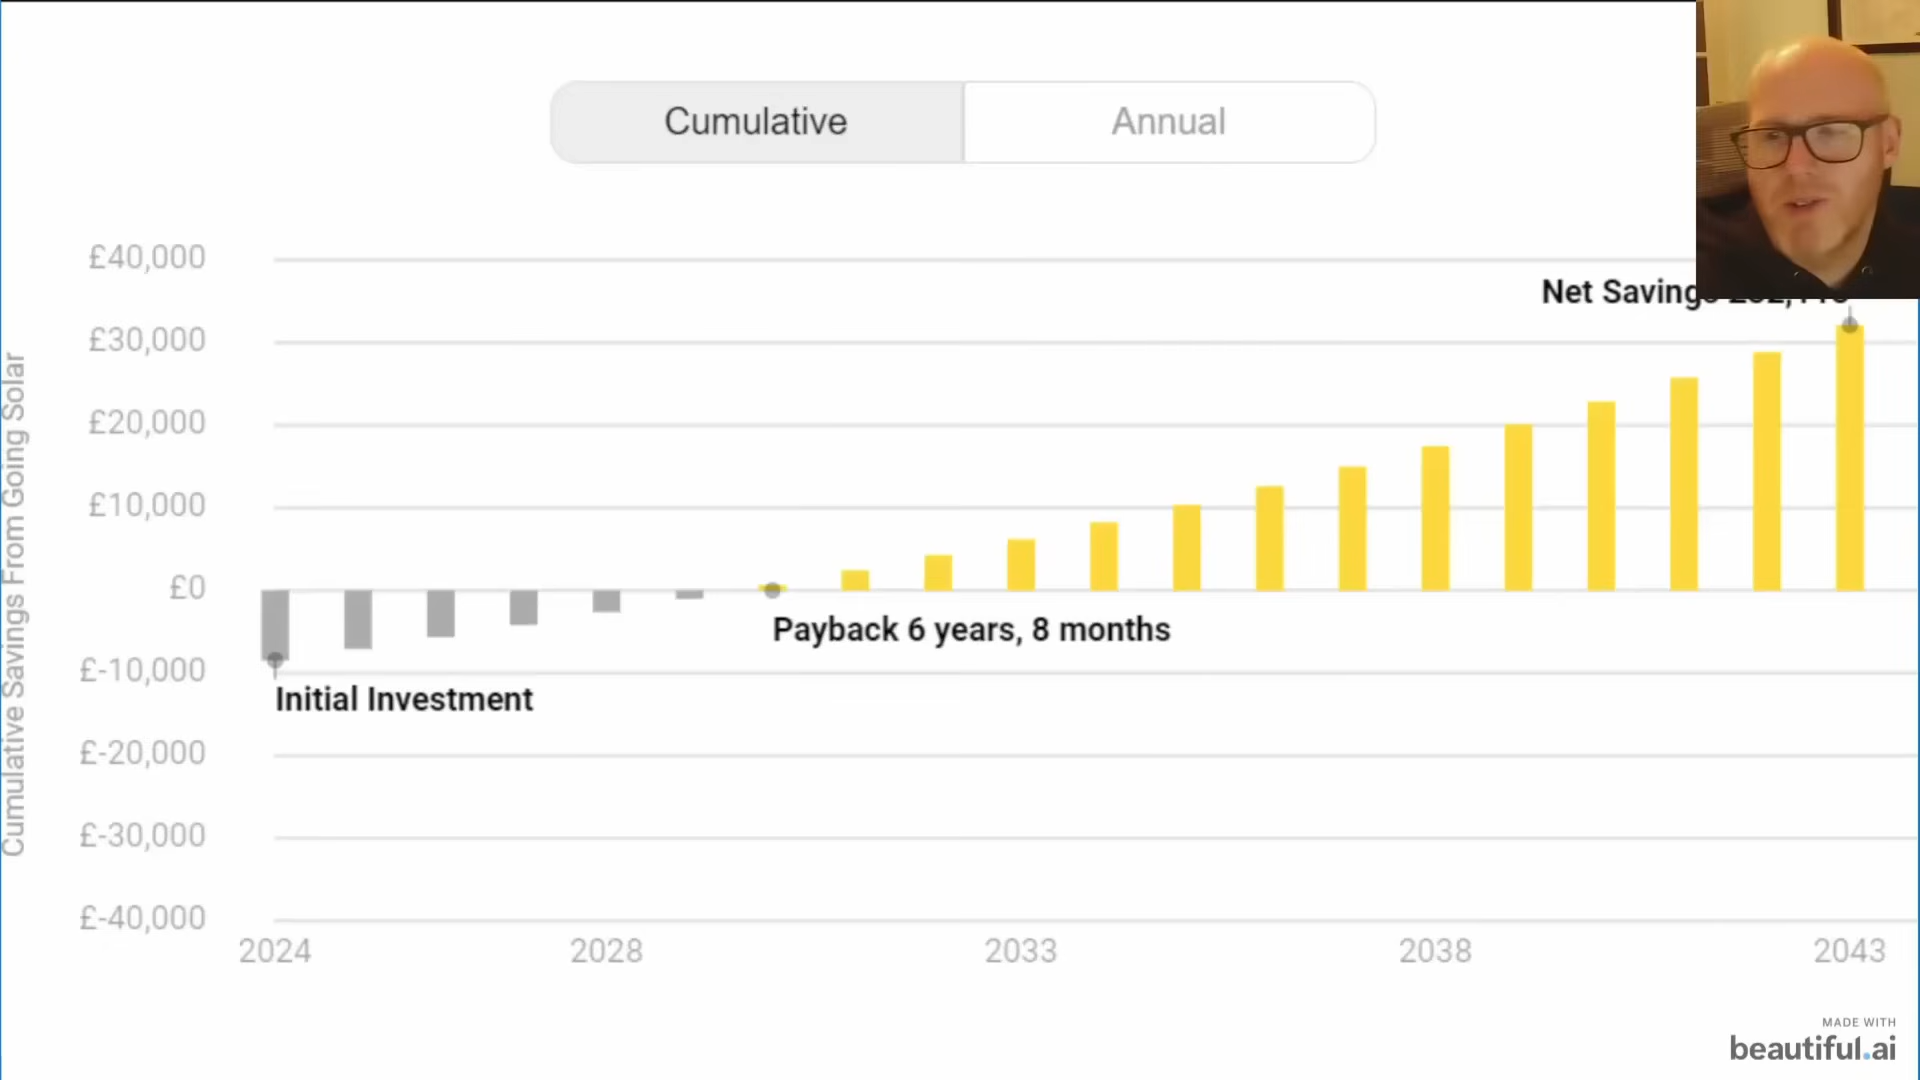 Cumulative
Annual
£40,000
Net Savings
£30,000
£20,000
£10,000
£0
£-10,000
£-20,000
£-30,000
£-40,000
Cumulative Savings From Going Solar
Payback 6 years, 8 months
Initial Investment
2024
2028
2033
2038
2043
MADE WITH
beautiful.ai